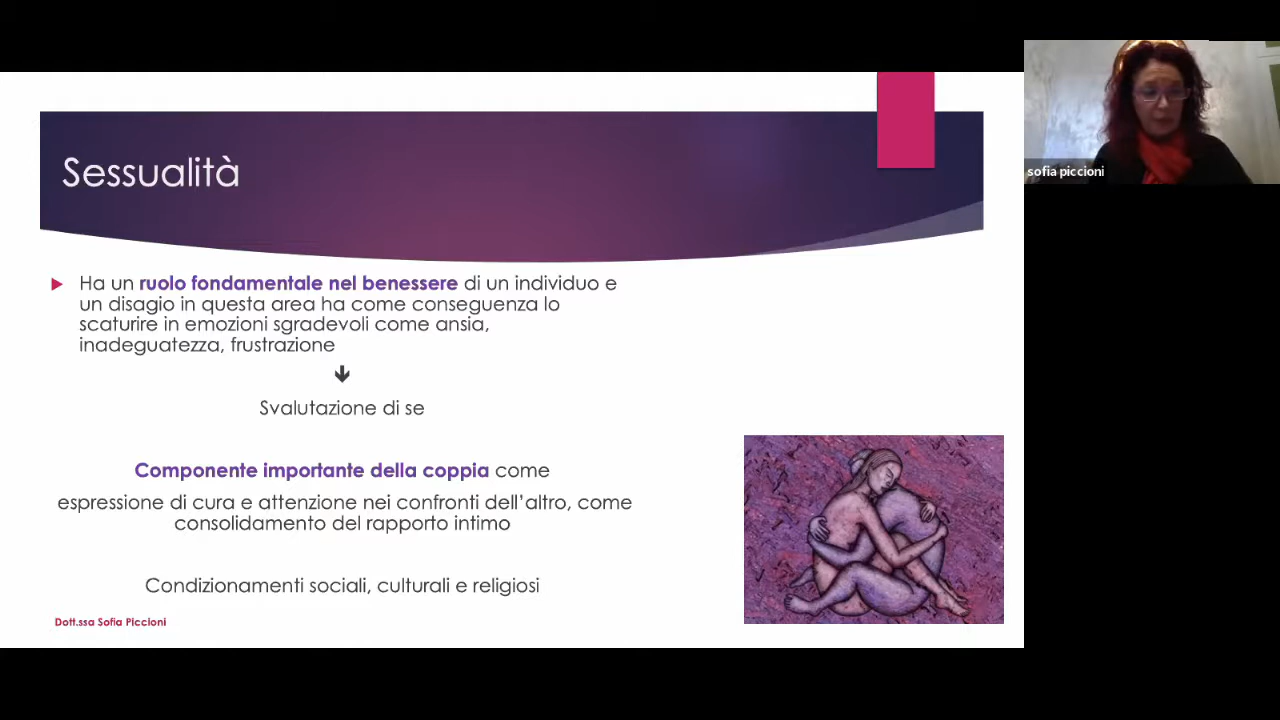 Sessualità
Ha un ruolo fondamentale nel benessere di un individuo e
un disagio in questa area ha come conseguenza lo
scaturire in emozioni sgradevoli come ansia,
inadeguatezza, frustrazione
Svalutazione di se
Componente importante della coppia come
espressione di cura e attenzione nei confronti dell’altro, come
consolidamento del rapporto intimo
Condizionamenti sociali, culturali e religiosi
Dott.ssa Sofia Piccioni
sofia piccioni